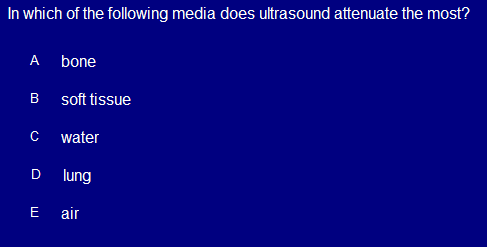 In which of the following media does ultrasound attenuate the most?
A bone
B soft tissue
C water
D lung
E air